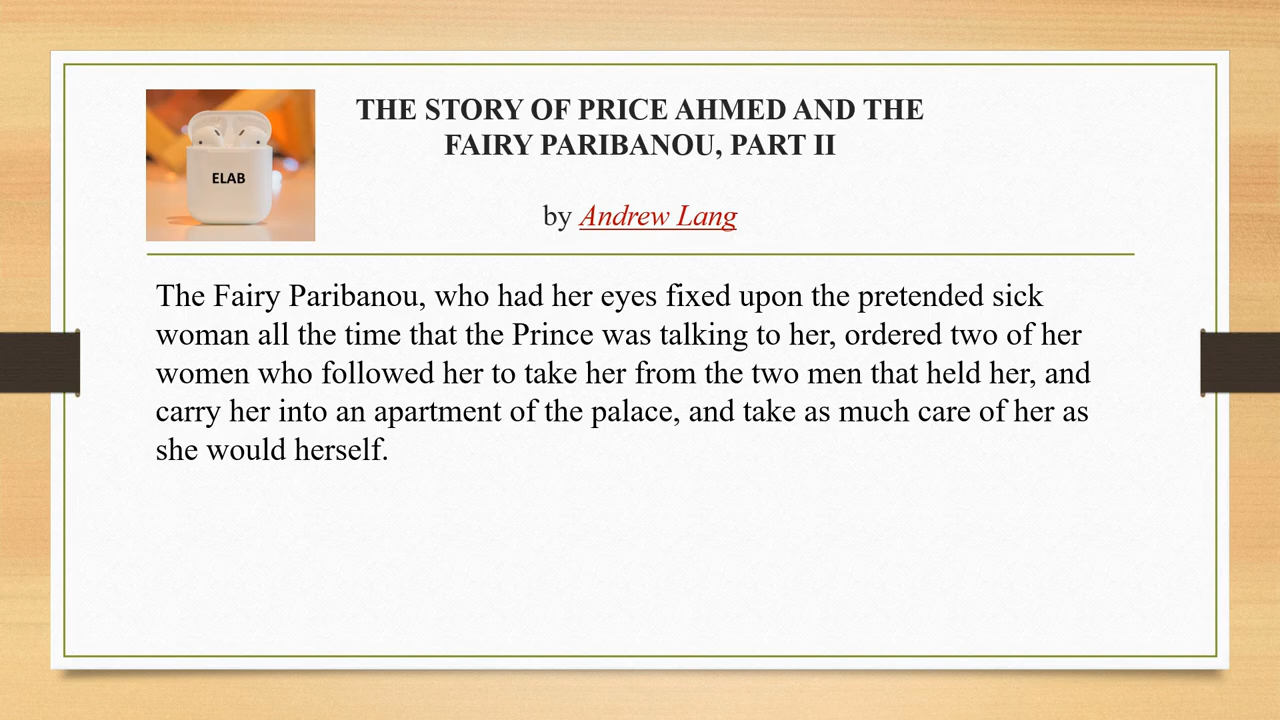 THE STORY OF PRICE AHMED AND THE
FAIRY PARIBANOU, PART II
ELAB
by Andrew Lang
The Fairy Paribanou, who had her eyes fixed upon the pretended sick
woman all the time that the Prince was talking to her, ordered two of her
women who followed her to take her from the two men that held her, and
carry her into an apartment of the palace, and take as much care of her as
she would herself.